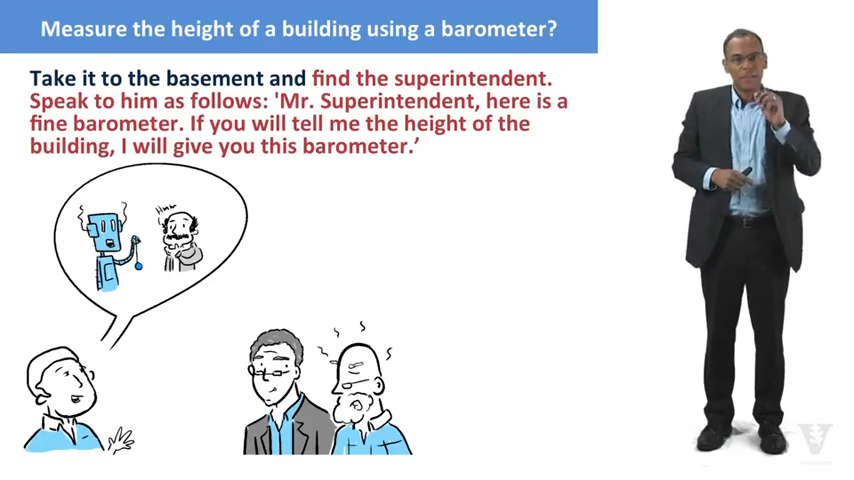 Measure the height of a building using a barometer?
Take it to the basement and find the superintendent.
Speak to him as follows: 'Mr. Superintendent, here is a
fine barometer. If you will tell me the height of the
building, I will give you this barometer.’
Hmm
V